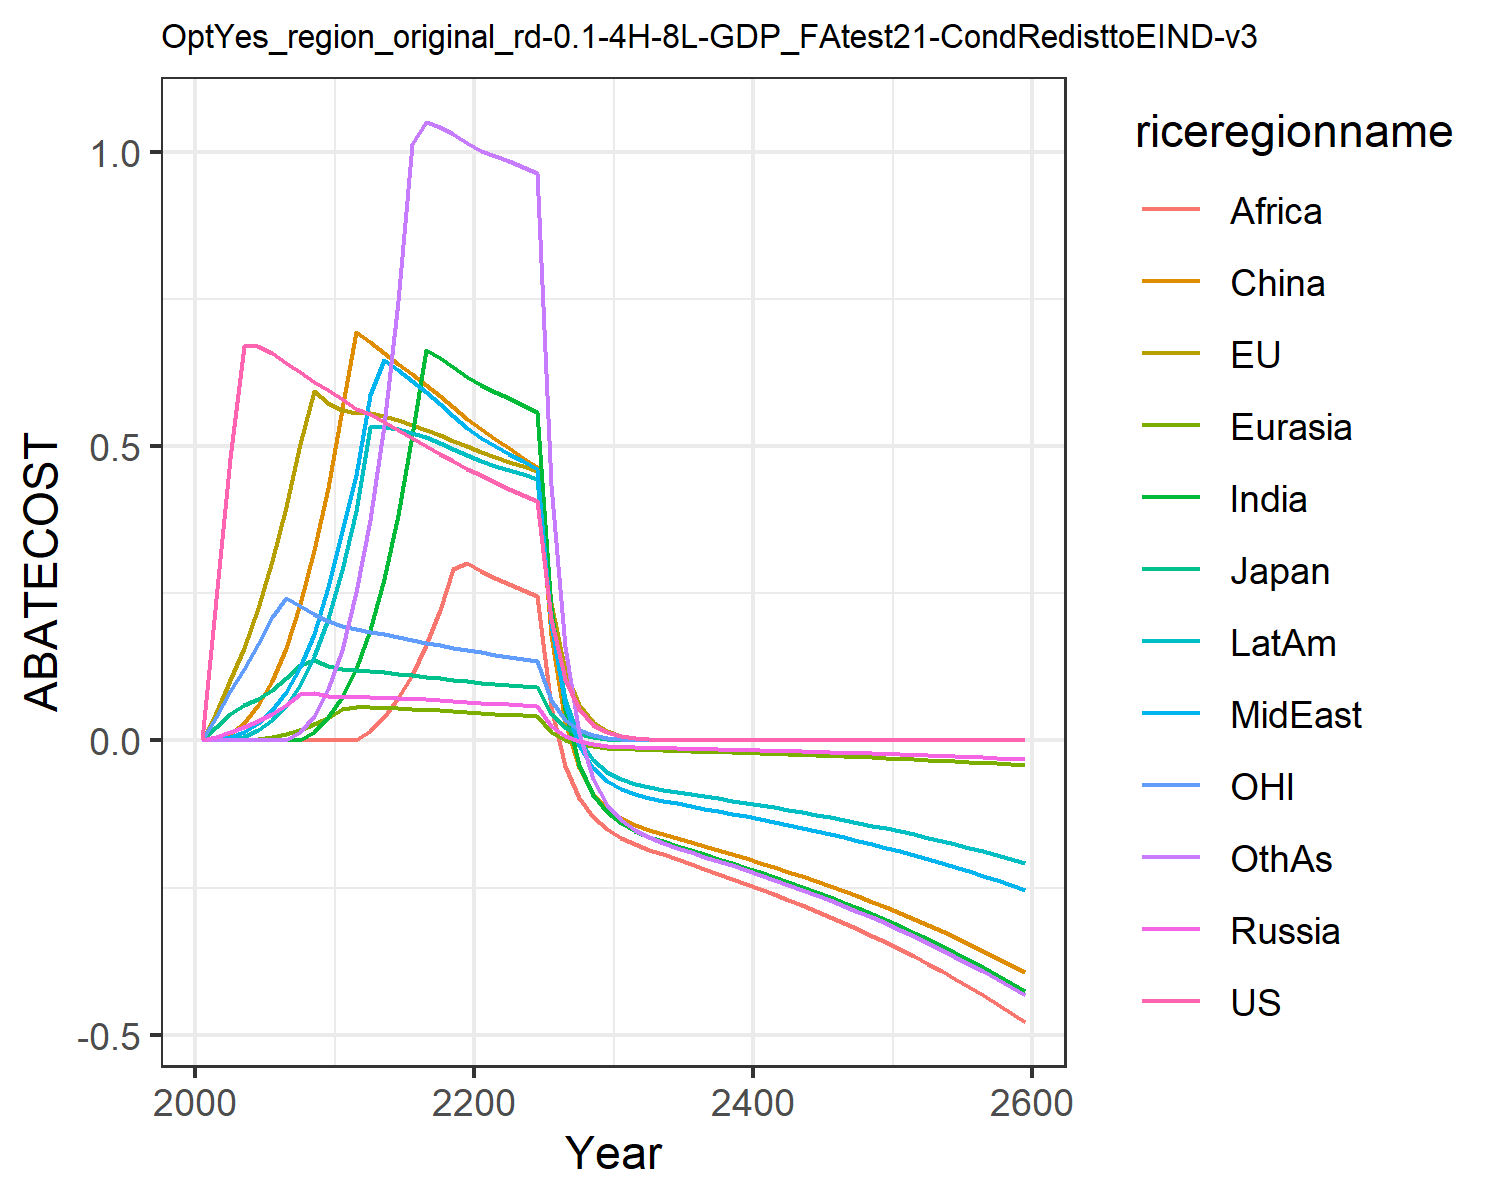 OptYes_region_original_rd-0.1-4H-8L-GDP_FAtest21-CondRedisttoEIND-v3
ABATECOST
1.0
0.5
0.0
-0.5
2000
2200
2400
2600
Year
riceregionname
Africa
China
EU
Eurasia
India
Japan
LatAm
MidEast
OHI
OthAs
Russia
US